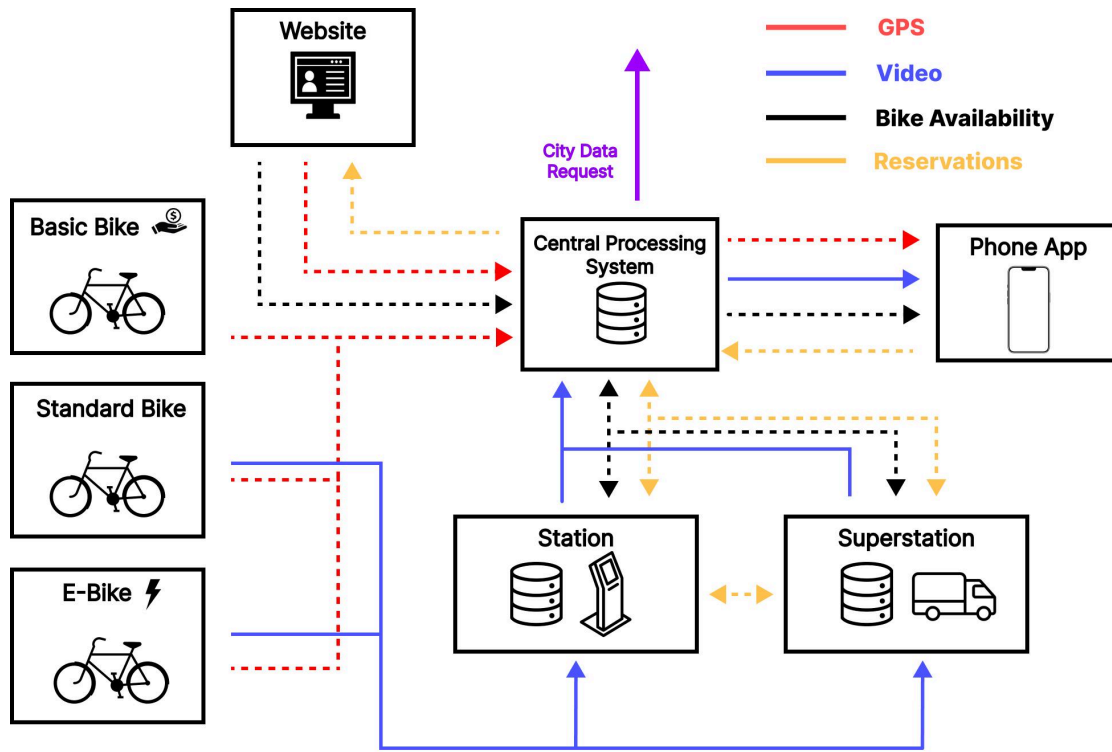 Website
GPS
Video
Bike Availability
Reservations
City Data
Request
Basic Bike
$
Central Processing
System
Phone App
Standard Bike
Station
Superstation
E-Bike